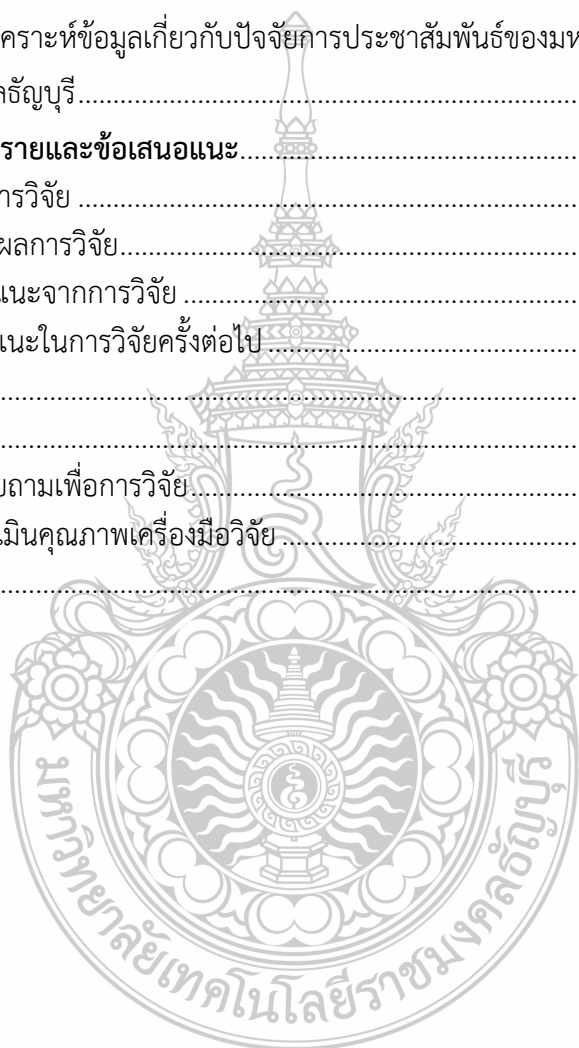 คราะห์ข้อมูลเกี่ยวกับปัจจัยการประชาสัมพันธ์ของมห
ลธัญบุรี................................................
รายและข้อเสนอแนะ................................................
ารวิจัย ................................................
ผลการวิจัย................................................
แนะจากการวิจัย ................................................
แนะในการวิจัยครั้งต่อไป ................................................
................................................
................................................
บถามเพื่อการวิจัย................................................
เมินคุณภาพเครื่องมือวิจัย ................................................
................................................
มหาวิทยาลัยเทคโนโลยีราชมงคลธัญบุรี